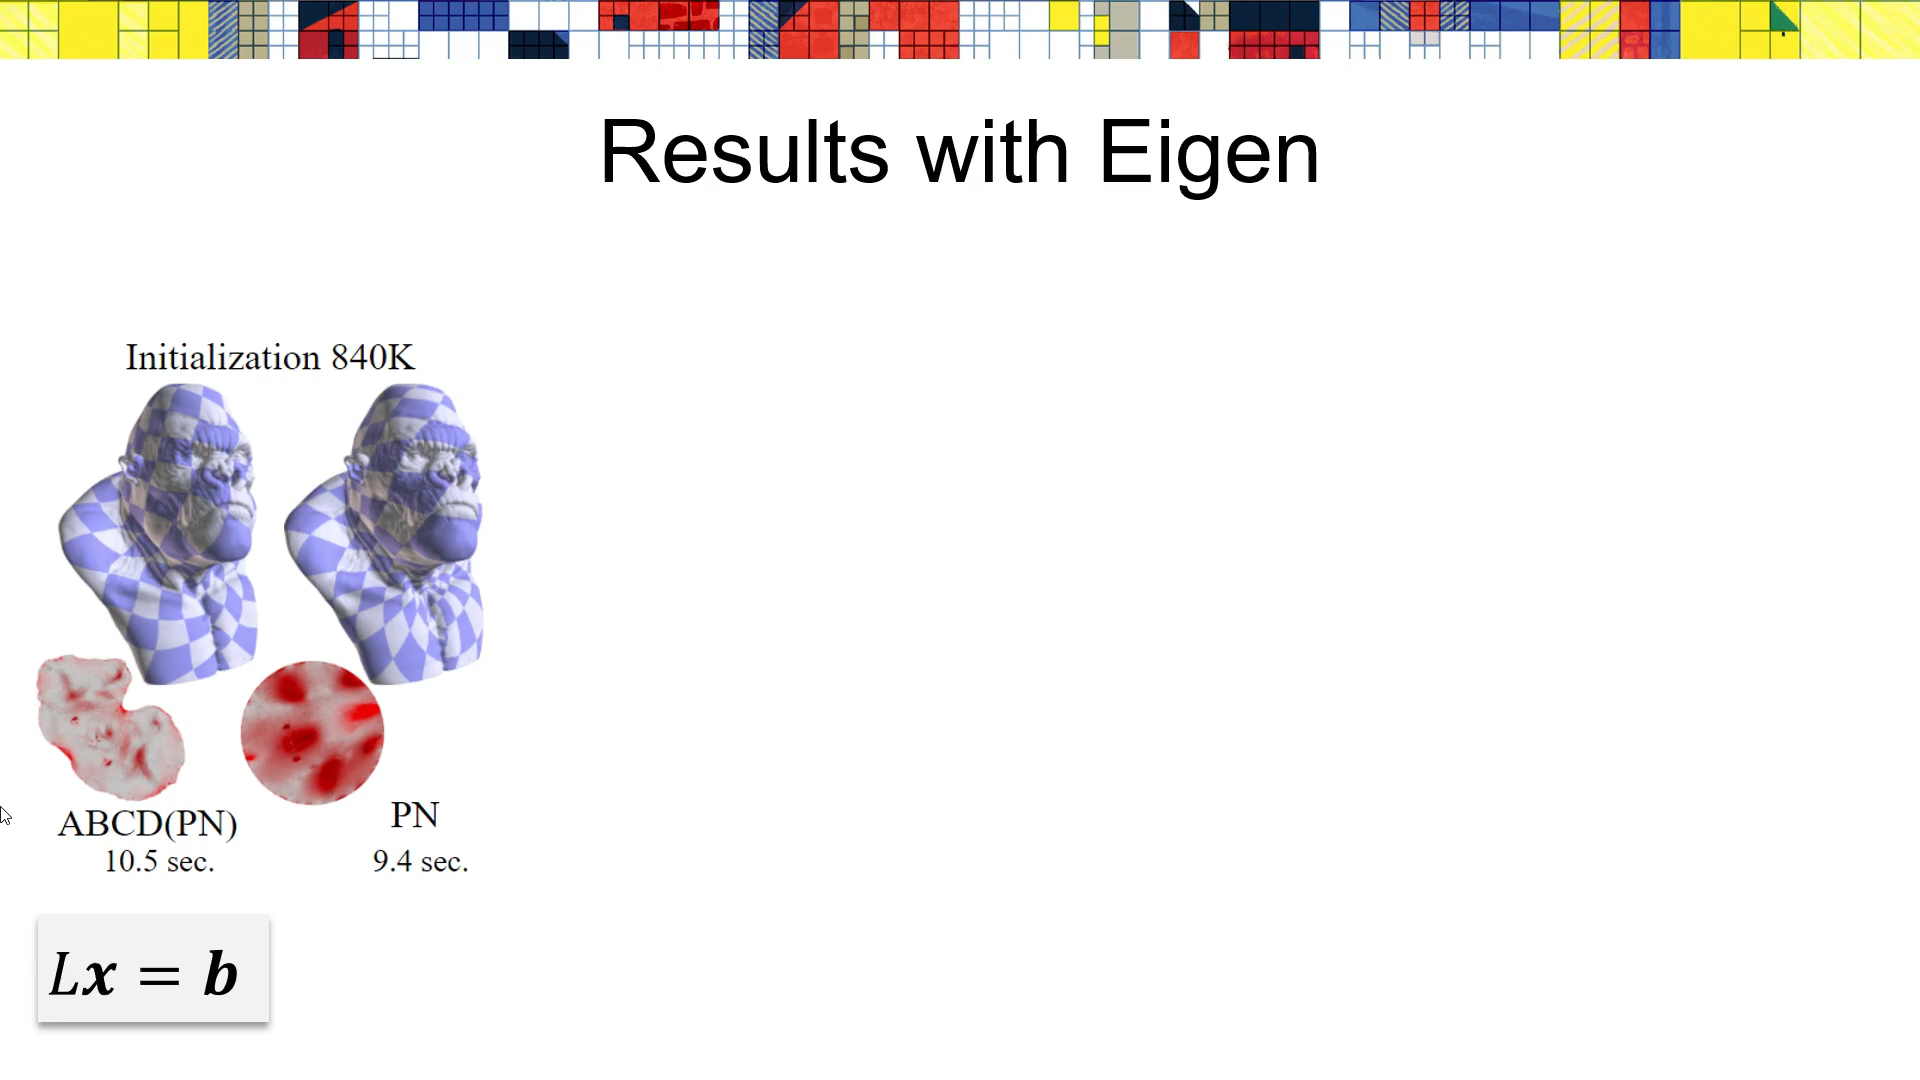 Results with Eigen
Initialization 840K
ABCD(PN)
10.5 sec.
PN
9.4 sec.
Lx = b